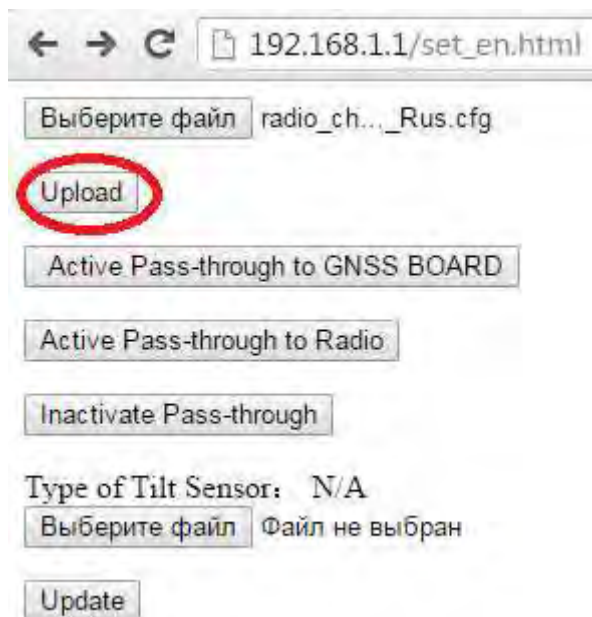 192.168.1.1/set_en.html
Выберите файл radio_ch..._Rus.cfg
Upload
Active Pass-through to GNSS BOARD
Active Pass-through to Radio
Inactivate Pass-through
Type of Tilt Sensor： N/A
Выберите файл Файл не выбран
Update